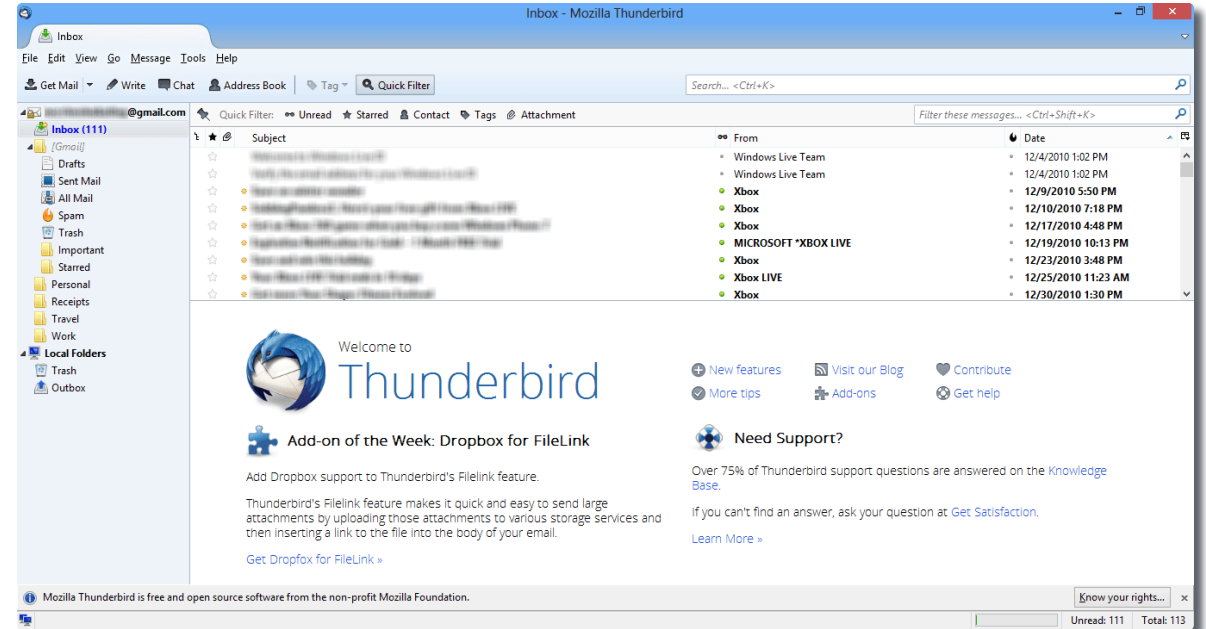 Inbox - Mozilla Thunderbird
Inbox
File Edit View Go Message Tools Help
Get Mail Write Chat Address Book Tag Quick Filter Search... <Ctrl+K>
@gmail.com
Inbox (111)
[Gmail]
Drafts
Sent Mail
All Mail
Spam
Trash
Important
Starred
Personal
Receipts
Travel
Work
Local Folders
Trash
Outbox
Quick Filter: Unread Starred Contact Tags Attachment Filter these messages... <Ctrl+Shift+K>
Subject From Date
Windows Live Team 12/4/2010 1:02 PM
Windows Live Team 12/4/2010 1:02 PM
Xbox 12/9/2010 5:50 PM
Xbox 12/10/2010 7:18 PM
Xbox 12/17/2010 4:48 PM
MICROSOFT *XBOX LIVE 12/19/2010 10:13 PM
Xbox 12/23/2010 3:48 PM
Xbox LIVE 12/25/2010 11:23 AM
Xbox 12/30/2010 1:30 PM
Welcome to
Thunderbird
New features Visit our Blog Contribute
More tips Add-ons Get help
Add-on of the Week: Dropbox for FileLink
Add Dropbox support to Thunderbird's Filelink feature.
Thunderbird's Filelink feature makes it quick and easy to send large
attachments by uploading those attachments to various storage services and
then inserting a link to the file into the body of your email.
Get Dropfox for FileLink »
Need Support?
Over 75% of Thunderbird support questions are answered on the Knowledge
Base.
If you can't find an answer, ask your question at Get Satisfaction.
Learn More »
Mozilla Thunderbird is free and open source software from the non-profit Mozilla Foundation. Know your rights...
Unread: 111 Total: 113